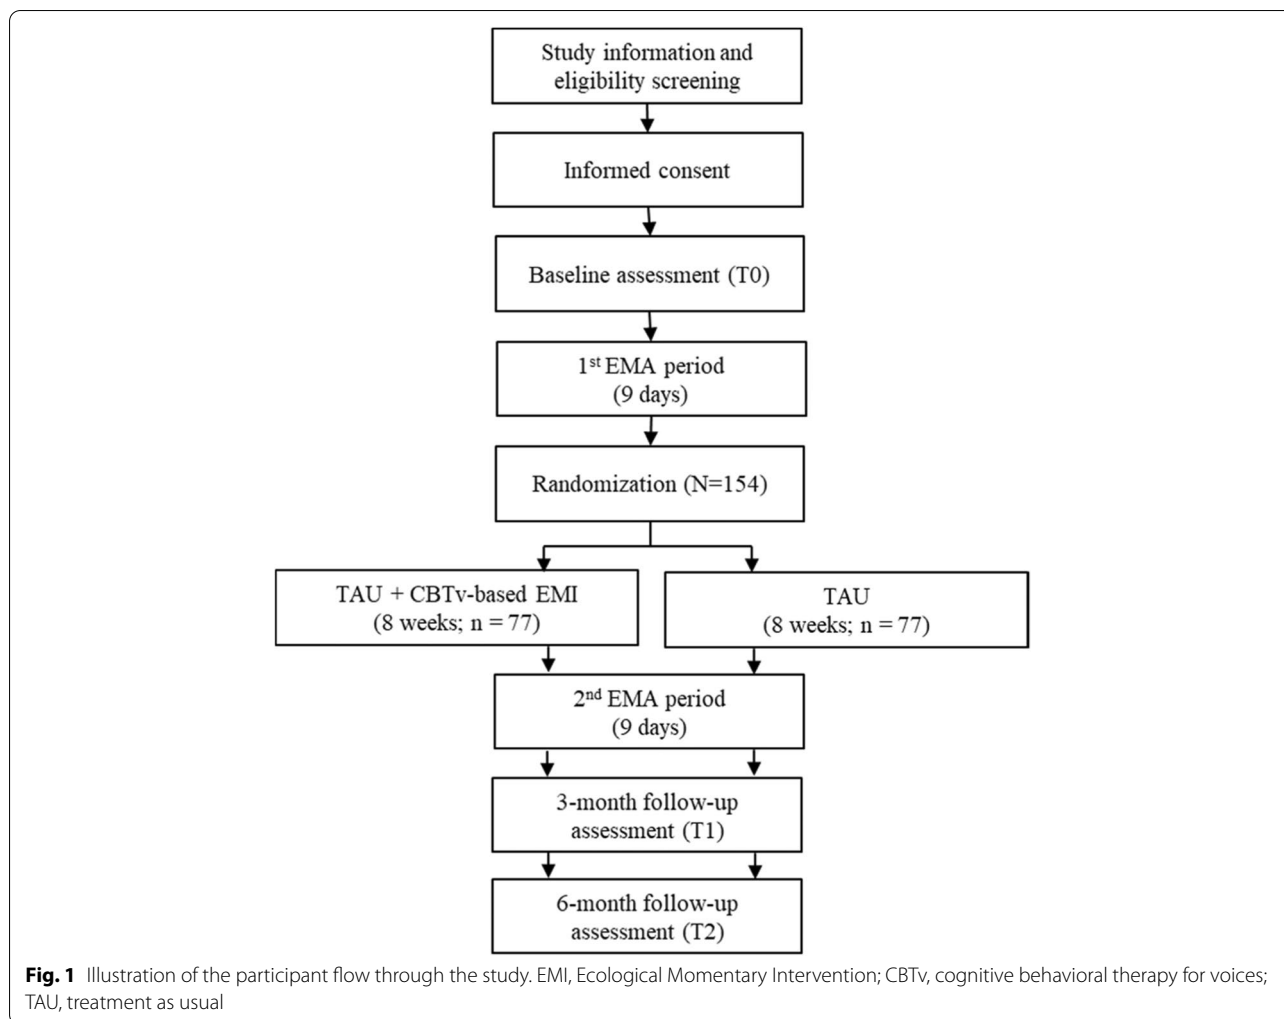 Study information and
eligibility screening
Informed consent
Baseline assessment (T0)
1st EMA period
(9 days)
Randomization (N=154)
TAU + CBTv-based EMI
(8 weeks; n = 77)
TAU
(8 weeks; n = 77)
2nd EMA period
(9 days)
3-month follow-up
assessment (T1)
6-month follow-up
assessment (T2)
Fig. 1 Illustration of the participant flow through the study. EMI, Ecological Momentary Intervention; CBTv, cognitive behavioral therapy for voices;
TAU, treatment as usual